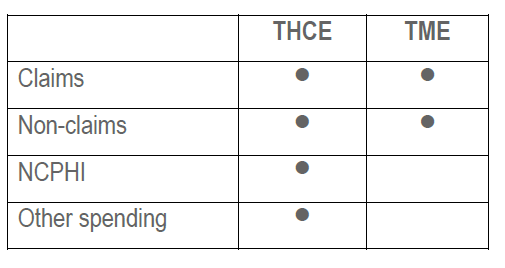 THCE TME
Claims ● ●
Non-claims ● ●
NCPHI ●
Other spending ●